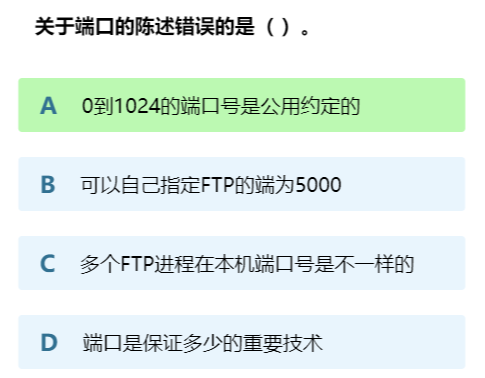 关于端口的陈述错误的是（ ）。
A 0到1024的端口号是公用约定的
B 可以自己指定FTP的端为5000
C 多个FTP进程在本机端口号是不一样的
D 端口是保证多少的重要技术